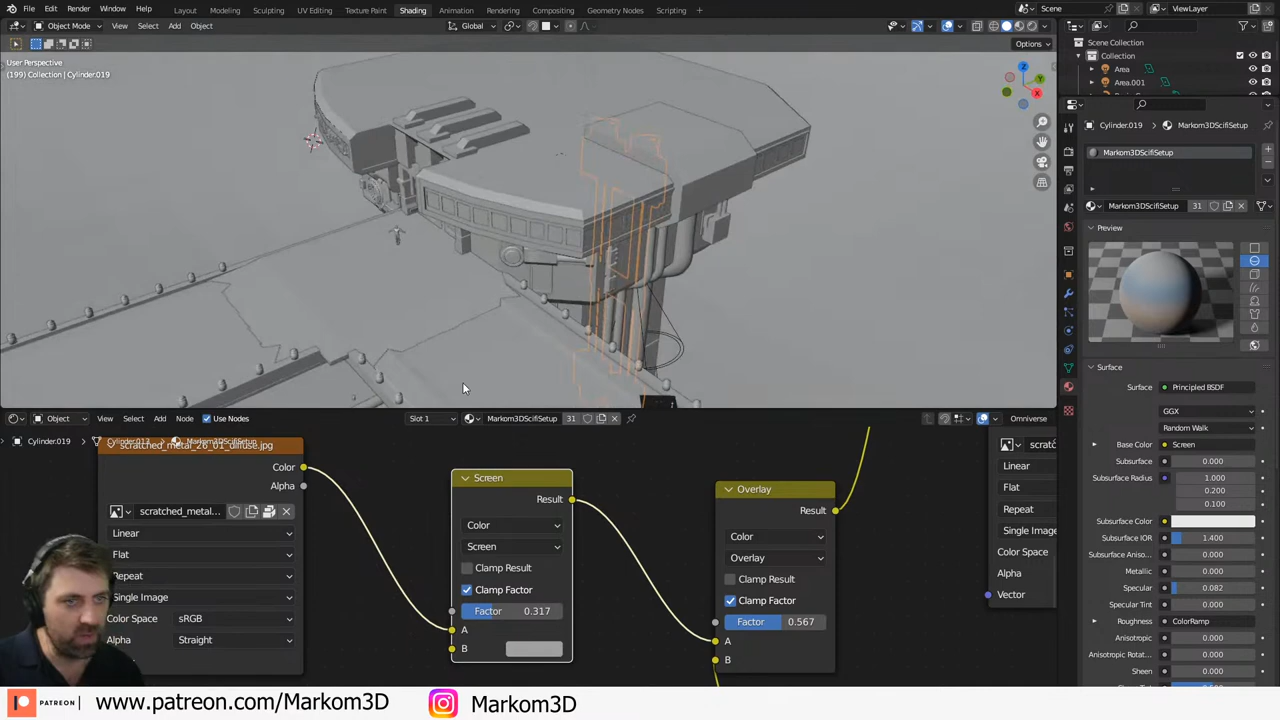 File Edit Render Window Help Layout Modeling Sculpting UV Editing Texture Paint Shading Animation Rendering Compositing Geometry Nodes Scripting Scene ViewLayer
Object Mode View Select Add Object Global
Options
User Perspective
(199) Collection | Cylinder.019
Z
Y
X
Scene Collection
Collection
Area
Area.001
Cylinder.019 Markom3DScifiSetup
Markom3DScifiSetup
Markom3DScifiSetup 31
Preview
Surface
Surface Principled BSDF
GGX
Random Walk
Base Color Screen
Subsurface 0.000
Subsurface Radius 1.000
0.200
0.100
Subsurface Color
Subsurface IOR 1.400
Subsurface Aniso... 0.000
Metallic 0.000
Specular 0.082
Specular Tint 0.000
Roughness ColorRamp
Anisotropic 0.000
Anisotropic Rotat... 0.000
Sheen 0.000
Object View Select Add Node Use Nodes Slot 1 Markom3DScifiSetup 31 Omniverse
Cylinder.019 Markom3DScifiSetup
scratched_metal_26_01_diffuse.jpg
Color
Alpha
scratched_metal...
Linear
Flat
Repeat
Single Image
Color Space sRGB
Alpha Straight
Screen
Result
Color
Screen
Clamp Result
Clamp Factor
Factor 0.317
A
B
Overlay
Result
Color
Overlay
Clamp Result
Clamp Factor
Factor 0.567
A
B
Linear
Flat
Repeat
Single Image
Color Space
Alpha
Vector
PATREON www.patreon.com/Markom3D Markom3D